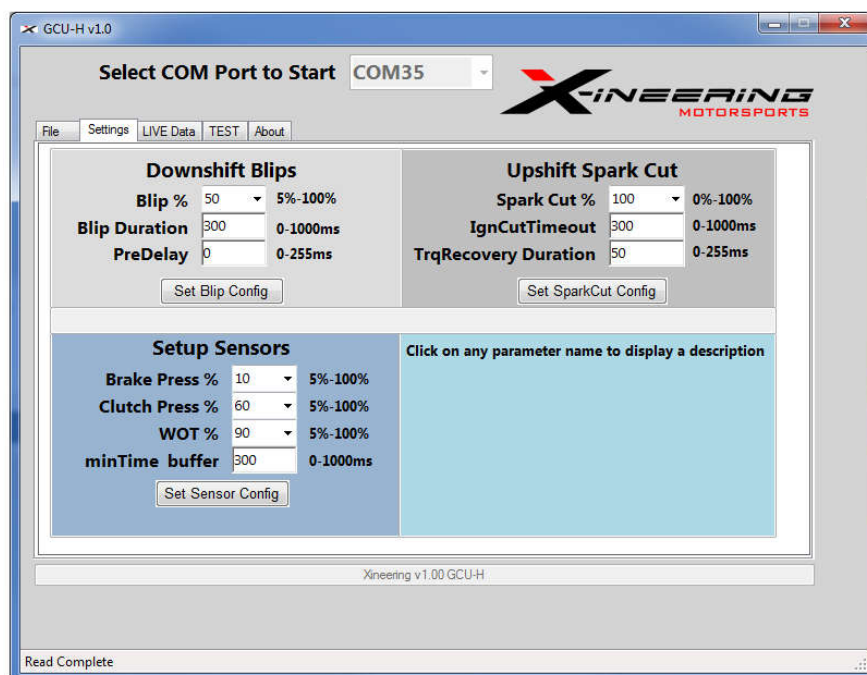 GCU-H v1.0
Select COM Port to Start COM35
X-iNEERiNG
MOTORSPORTS
File Settings LIVE Data TEST About
Downshift Blips
Blip % 50 5%-100%
Blip Duration 300 0-1000ms
PreDelay 0 0-255ms
Set Blip Config
Upshift Spark Cut
Spark Cut % 100 0%-100%
IgnCutTimeout 300 0-1000ms
TrqRecovery Duration 50 0-255ms
Set SparkCut Config
Setup Sensors
Brake Press % 10 5%-100%
Clutch Press % 60 5%-100%
WOT % 90 5%-100%
minTime buffer 300 0-1000ms
Set Sensor Config
Click on any parameter name to display a description
Xineering v1.00 GCU-H
Read Complete